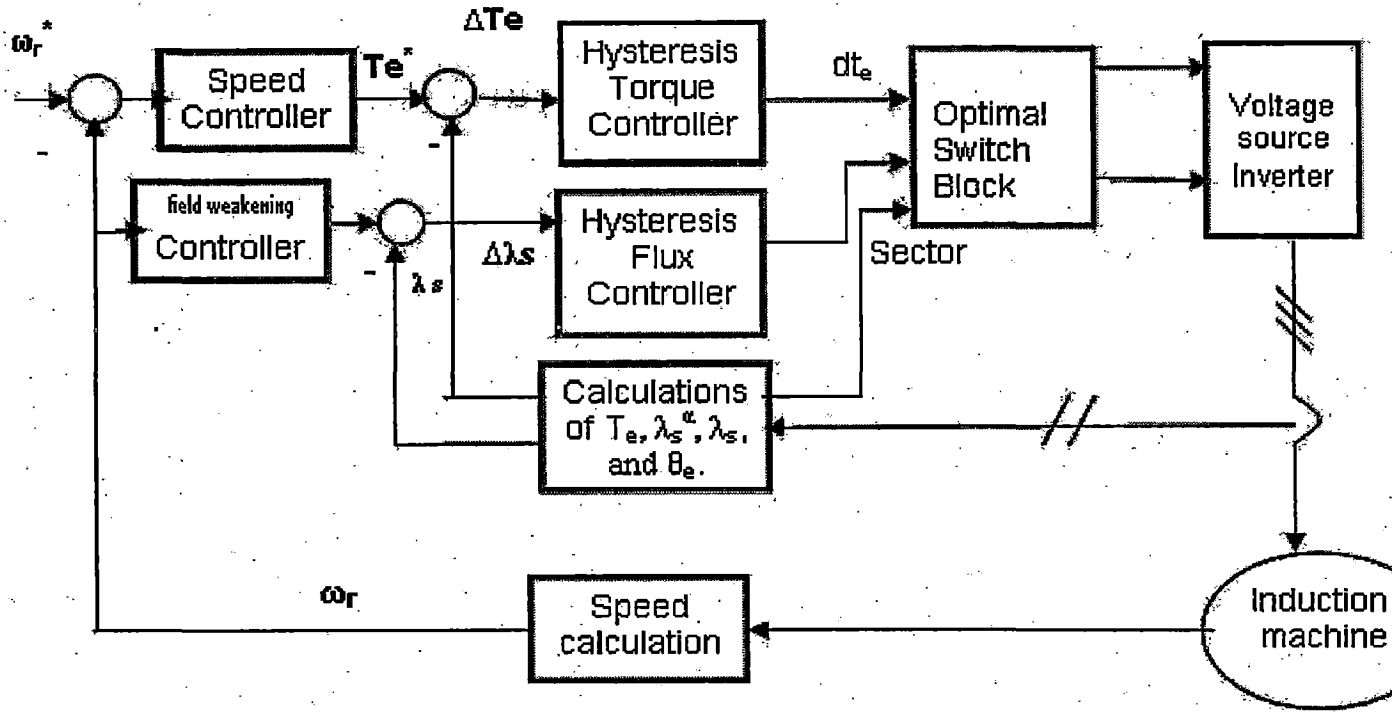 ωr*
-
Speed
Controller
Te*
-
ΔTe
Hysteresis
Torque
Controller
dte
Optimal
Switch
Block
Voltage
source
Inverter
field weakening
Controller
-
λs
Δλs
Hysteresis
Flux
Controller
Sector
Calculations
of Te, λsα, λs,
and θe.
ωr
Speed
calculation
Induction
machine